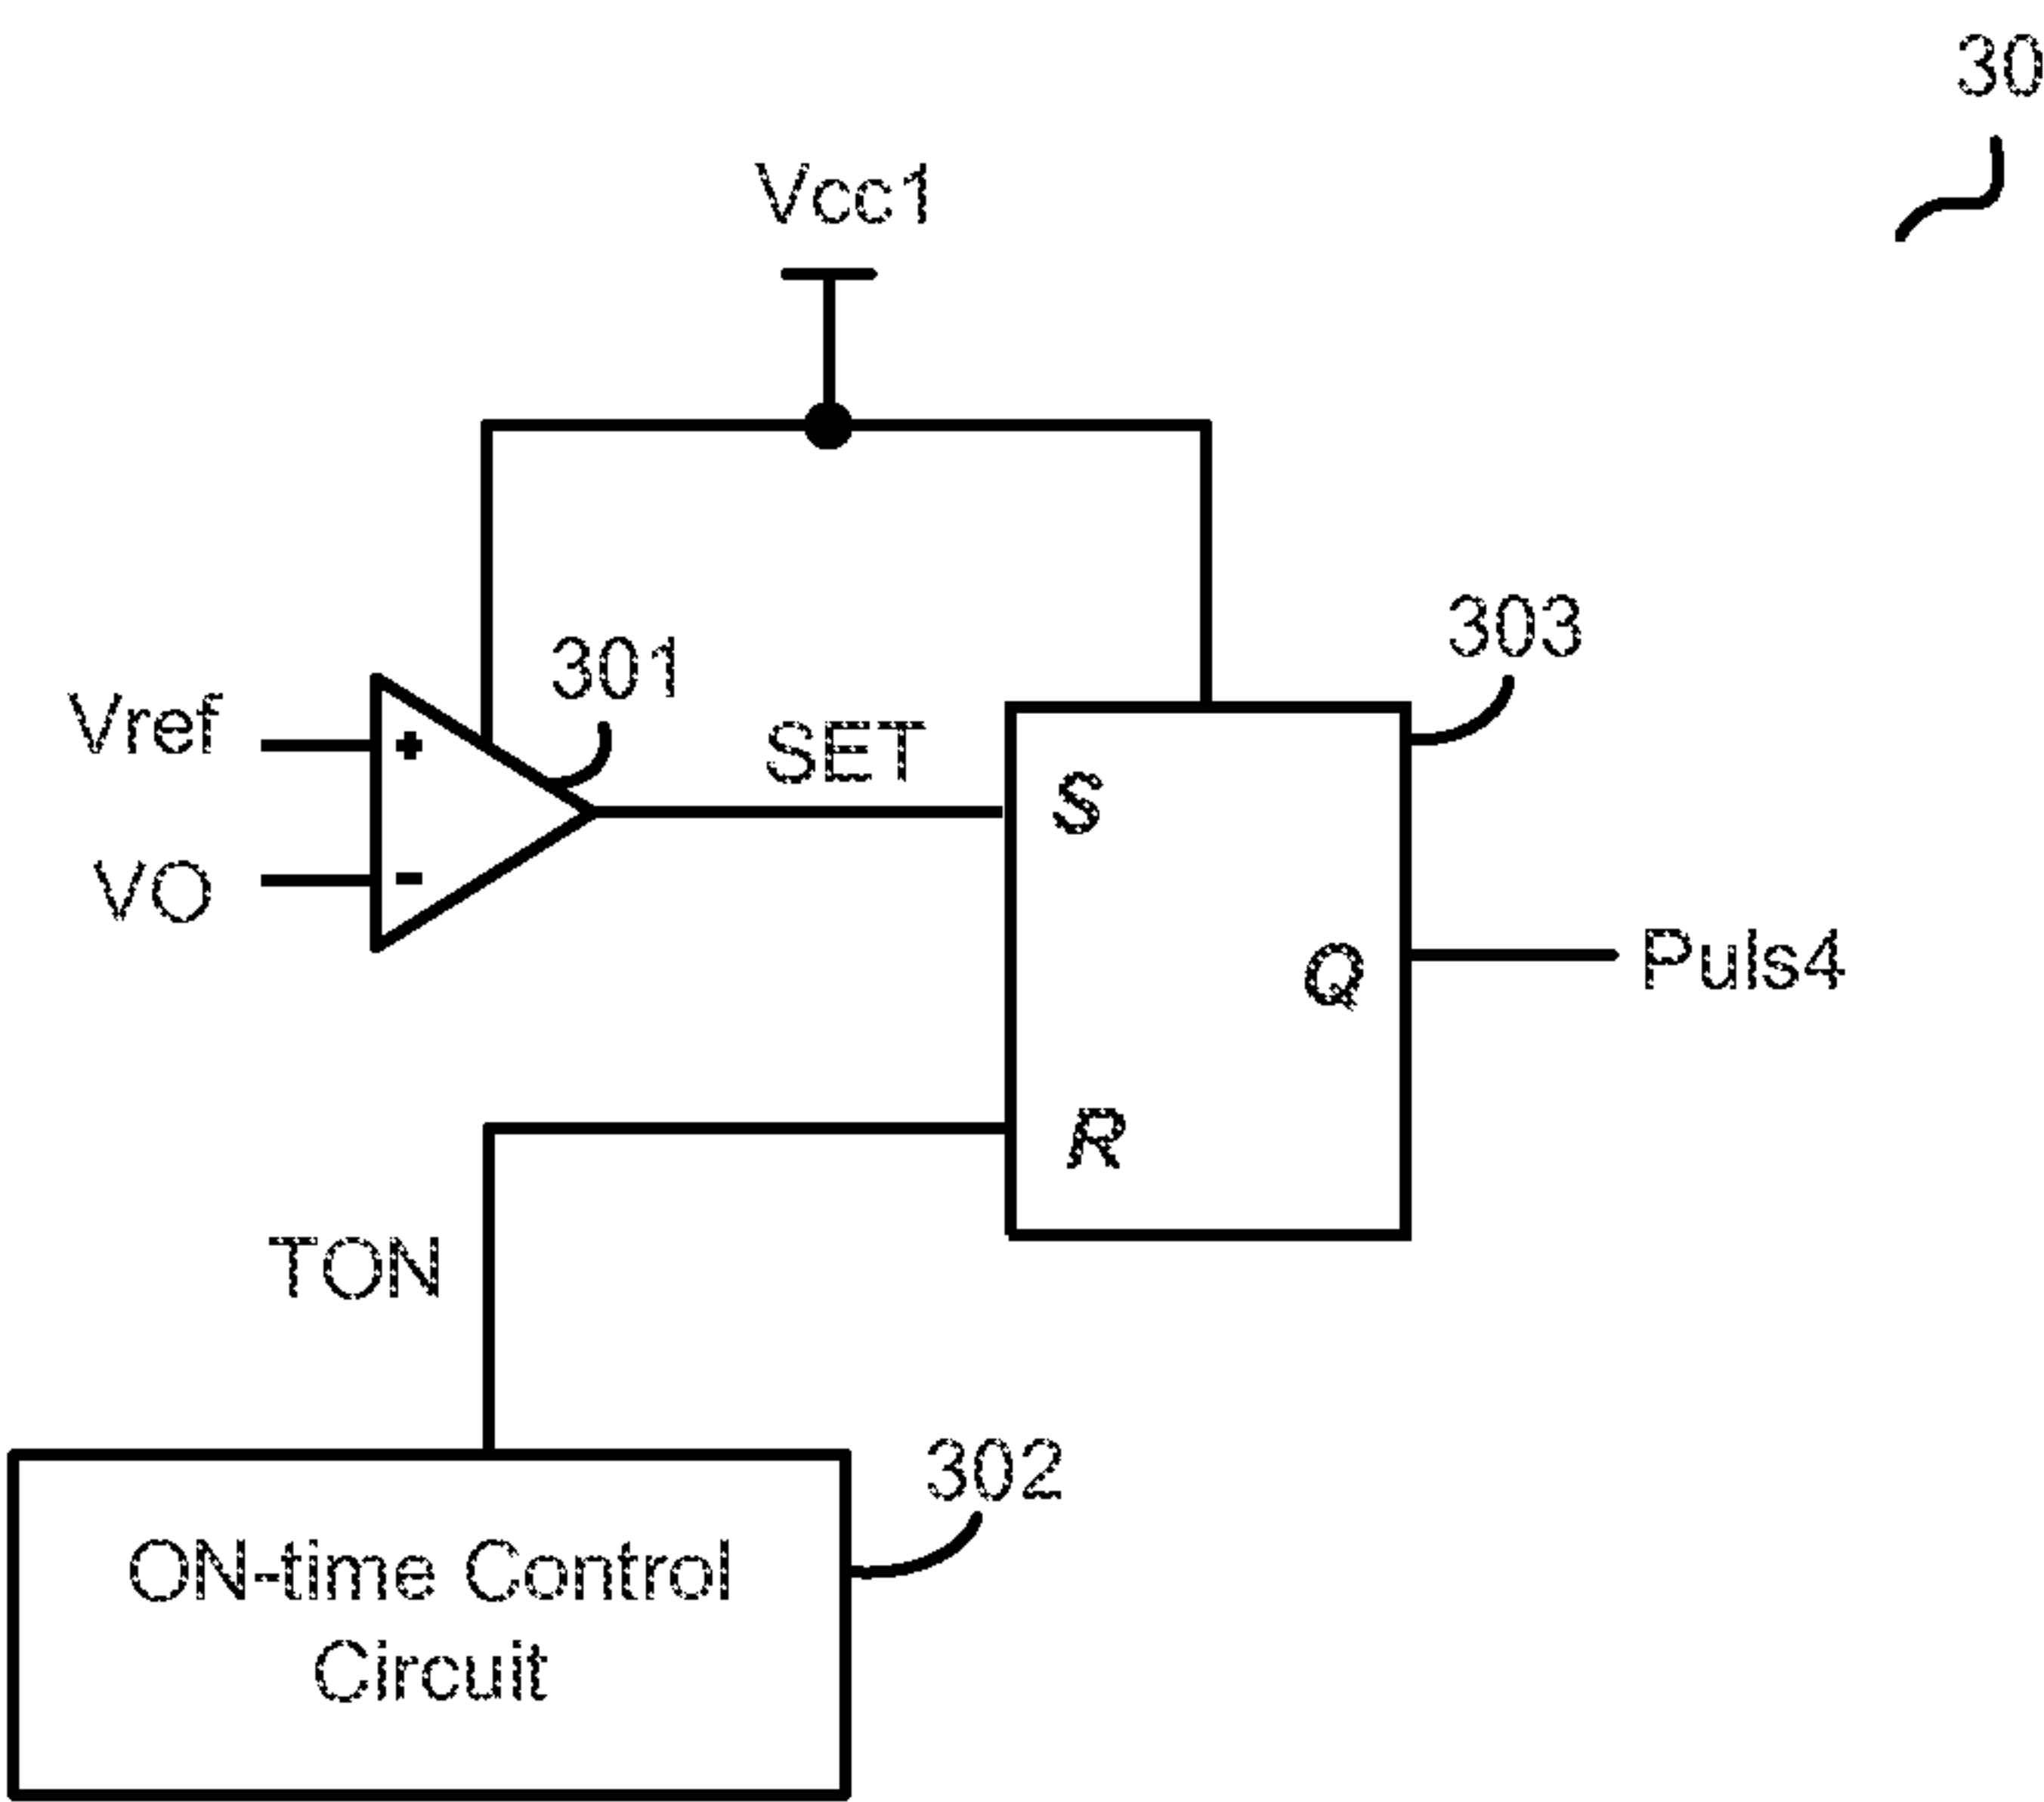 30
Vcc1
303
301
Vref
+
SET
S
VO
-
Q
Puls4
R
TON
302
ON-time Control
Circuit